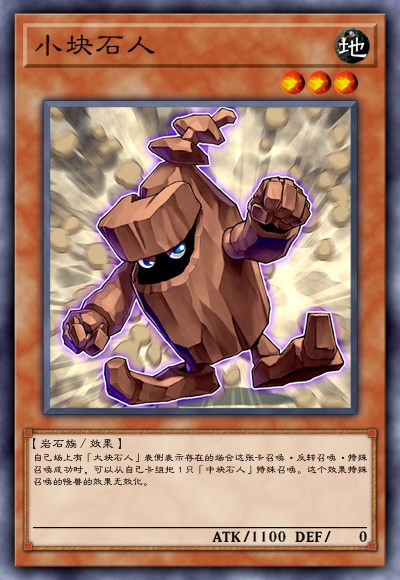 小块石人
地
【岩石族／效果】
自己场上有「大块石人」表侧表示存在的场合这张卡召唤·反转召唤·特殊
召唤成功时，可以从自己卡组把１只「中块石人」特殊召唤。这个效果特殊
召唤的怪兽的效果无效化。
ATK/1100 DEF/ 0